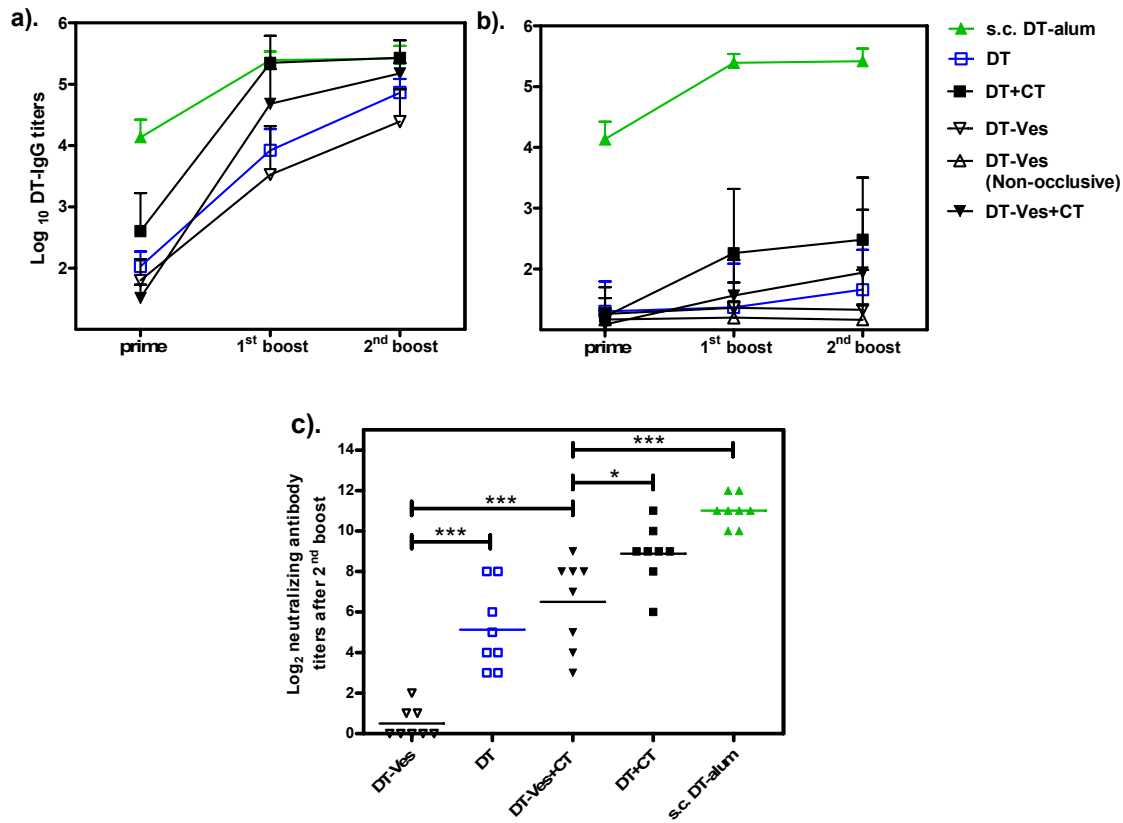 a).
Log 10 DT-IgG titers
6
5
4
3
2
prime
1st boost
2nd boost
b).
6
5
4
3
2
prime
1st boost
2nd boost
s.c. DT-alum
DT
DT+CT
DT-Ves
DT-Ves
(Non-occlusive)
DT-Ves+CT
c).
Log2 neutralizing antibody
titers after 2nd boost
14
12
10
8
6
4
2
0
***
*
***
***
DT-Ves
DT
DT-Ves+CT
DT+CT
s.c. DT-alum